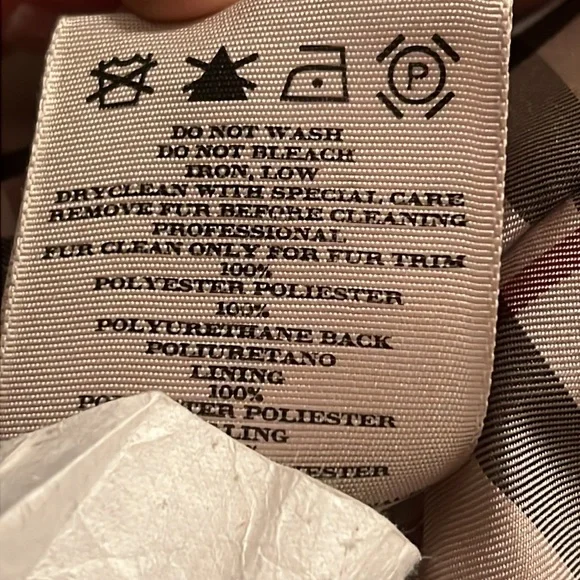 P
DO NOT WASH
DO NOT BLEACH
IRON, LOW
DRYCLEAN WITH SPECIAL CARE
REMOVE FUR BEFORE CLEANING
PROFESSIONAL
FUR CLEAN ONLY FOR FUR TRIM
100%
POLYESTER POLIESTER
100%
POLYURETHANE BACK
POLIURETANO
LINING
100%
POLIESTER